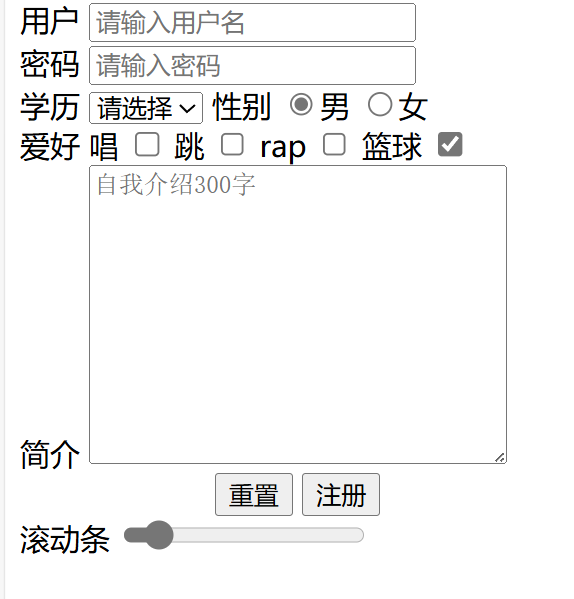 用户 请输入用户名
密码 请输入密码
学历 请选择 性别 男 女
爱好 唱 跳 rap 篮球
自我介绍300字
简介
重置 注册
滚动条